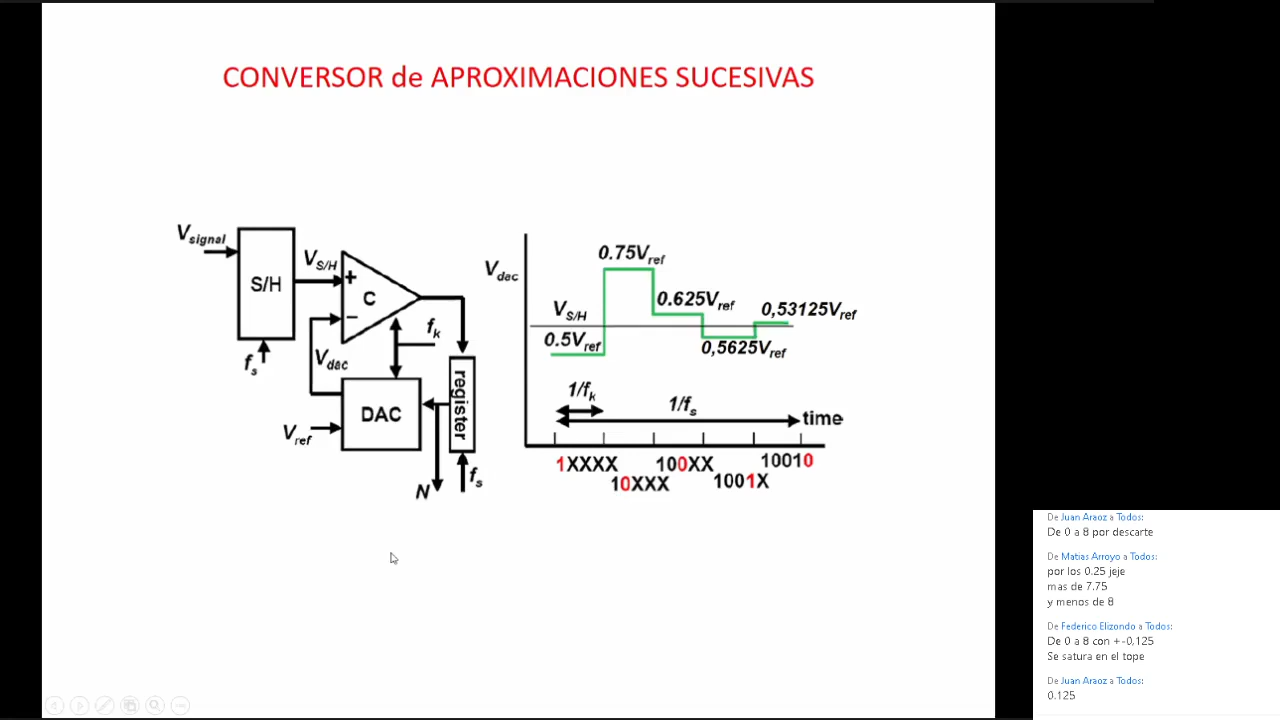 CONVERSOR de APROXIMACIONES SUCESIVAS
Vsignal
S/H
VS/H
+
C
−
fs
Vdac
fk
register
DAC
Vref
N
fs
Vdac
0.75Vref
VS/H
0.625Vref
0,53125Vref
0.5Vref
0,5625Vref
1/fk
1/fs
time
1XXXX
10XXX
100XX
1001X
10010
De Juan Araoz a Todos:
De 0 a 8 por descarte
De Matias Arroyo a Todos:
por los 0.25 jeje
mas de 7.75
y menos de 8
De Federico Elizondo a Todos:
De 0 a 8 con +-0,125
Se satura en el tope
De Juan Araoz a Todos:
0.125